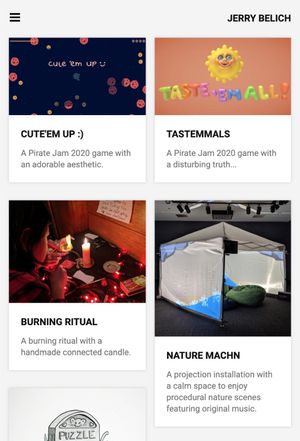 JERRY BELICH
cute 'em up :)
TASTE-'EM ALL!
CUTE'EM UP :)
A Pirate Jam 2020 game with
an adorable aesthetic.
TASTEMMALS
A Pirate Jam 2020 game with
a disturbing truth...
BURNING RITUAL
A burning ritual with a
handmade connected candle.
NATURE MACHN
A projection installation with
a calm space to enjoy
procedural nature scenes
featuring original music.
PUZZLE